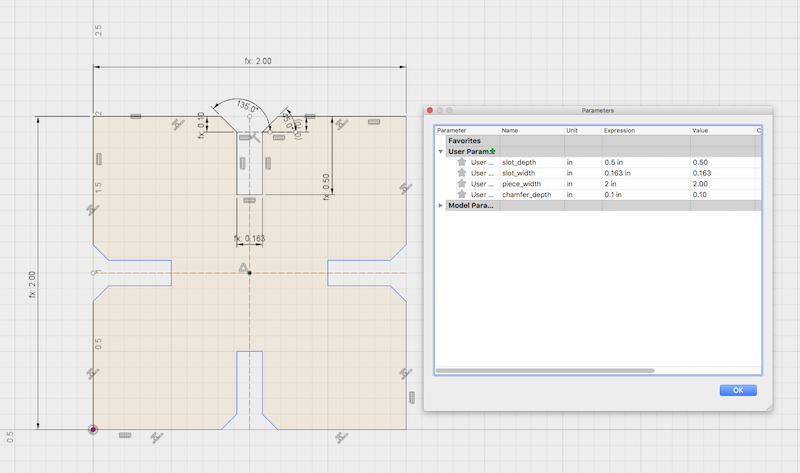 2.5
fx: 2.00
2
fx: 0.10
135.0°
(0.10)
1.5
fx: 0.50
fx: 0.163
1
fx: 2.00
0.5
0.5
Parameters
Parameter Name Unit Expression Value C
Favorites
User Param...
User ... slot_depth in 0.5 in 0.50
User ... slot_width in 0.163 in 0.163
User ... piece_width in 2 in 2.00
User ... chamfer_depth in 0.1 in 0.10
Model Para...
OK